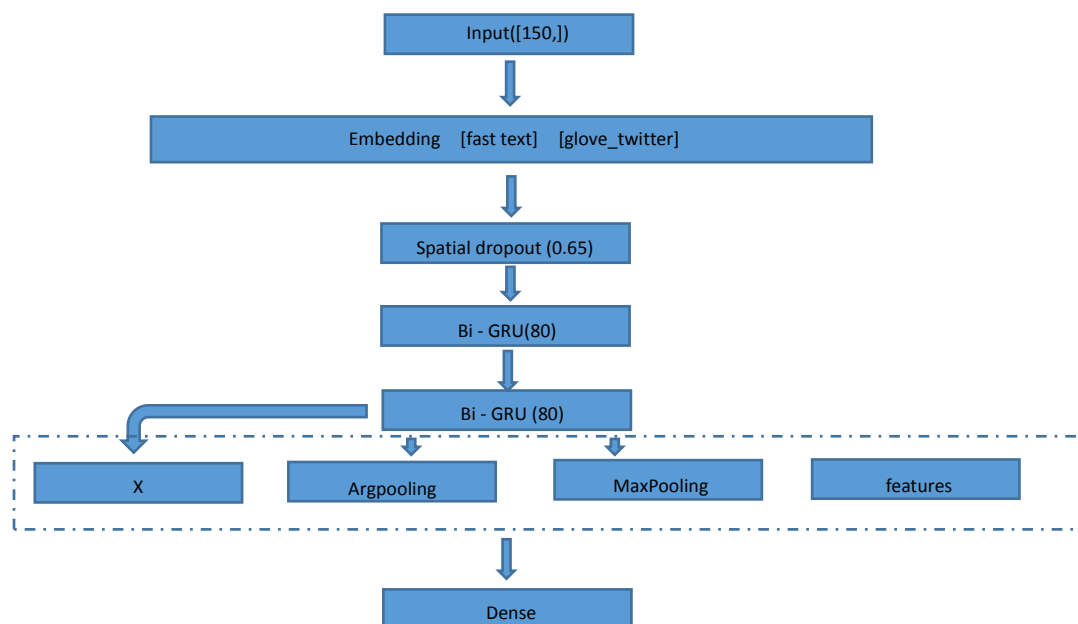 Input([150,])
Embedding [fast text] [glove_twitter]
Spatial dropout (0.65)
Bi - GRU(80)
Bi - GRU (80)
X
Argpooling
MaxPooling
features
Dense